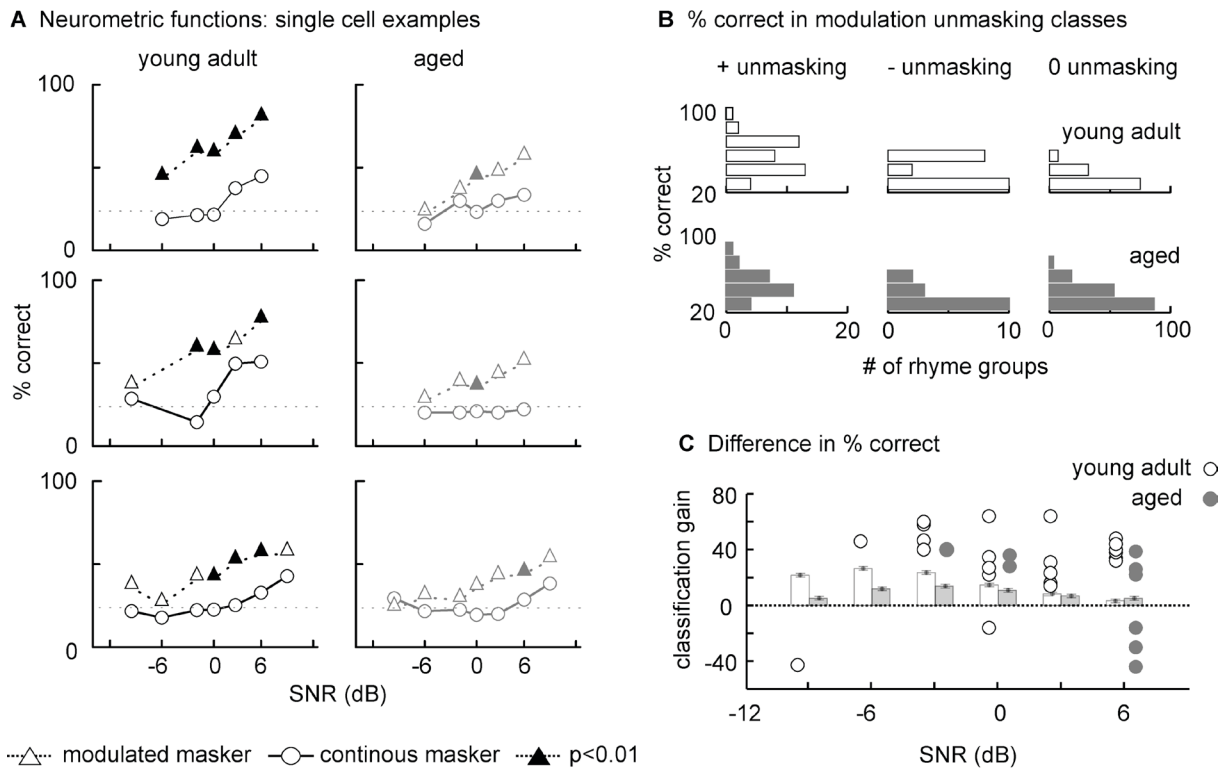 A Neurometric functions: single cell examples
young adult
aged
100
0
100
0
100
0
% correct
-6 0 6
-6 0 6
SNR (dB)
modulated masker
continous masker
p<0.01
B % correct in modulation unmasking classes
+ unmasking
- unmasking
0 unmasking
100
young adult
20
% correct
100
aged
20
0 20
0 10
0 100
# of rhyme groups
C Difference in % correct
young adult
aged
80
40
0
-40
classification gain
-12 -6 0 6
SNR (dB)